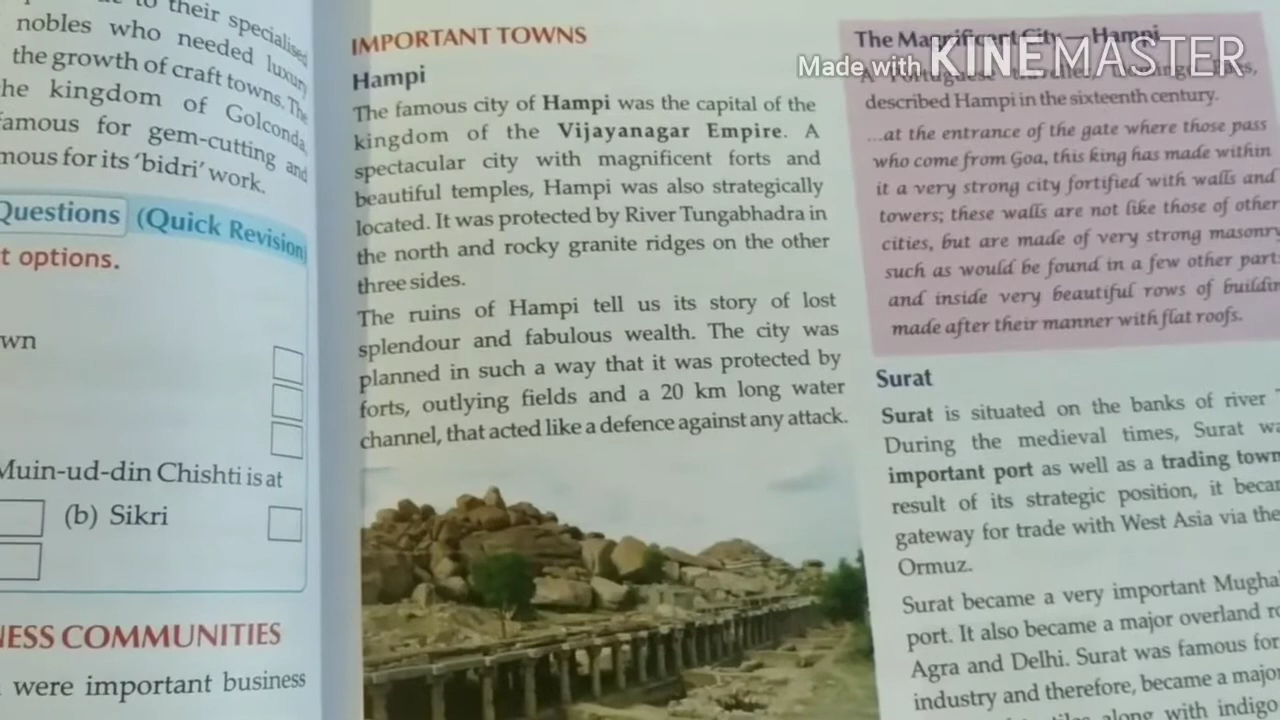 to their specialised
nobles who needed luxury
the growth of craft towns. The
he kingdom of Golconda,
famous for gem-cutting and
mous for its 'bidri' work.
Questions (Quick Revision)
t options.
wn
Muin-ud-din Chishti is at
(b) Sikri
NESS COMMUNITIES
were important business
IMPORTANT TOWNS
Hampi
The famous city of Hampi was the capital of the
kingdom of the Vijayanagar Empire. A
spectacular city with magnificent forts and
beautiful temples, Hampi was also strategically
located. It was protected by River Tungabhadra in
the north and rocky granite ridges on the other
three sides.
The ruins of Hampi tell us its story of lost
splendour and fabulous wealth. The city was
planned in such a way that it was protected by
forts, outlying fields and a 20 km long water
channel, that acted like a defence against any attack.
Made with KINEMASTER
The Magnificent City—Hampi
A Portuguese traveller, Domingo Paes,
described Hampi in the sixteenth century.
...at the entrance of the gate where those pass
who come from Goa, this king has made within
it a very strong city fortified with walls and
towers; these walls are not like those of other
cities, but are made of very strong masonry
such as would be found in a few other parts
and inside very beautiful rows of buildin
made after their manner with flat roofs.
Surat
Surat is situated on the banks of river
During the medieval times, Surat wa
important port as well as a trading town
result of its strategic position, it becam
gateway for trade with West Asia via the
Ormuz.
Surat became a very important Mughal
port. It also became a major overland ro
Agra and Delhi. Surat was famous for
industry and therefore, became a major
along with indigo